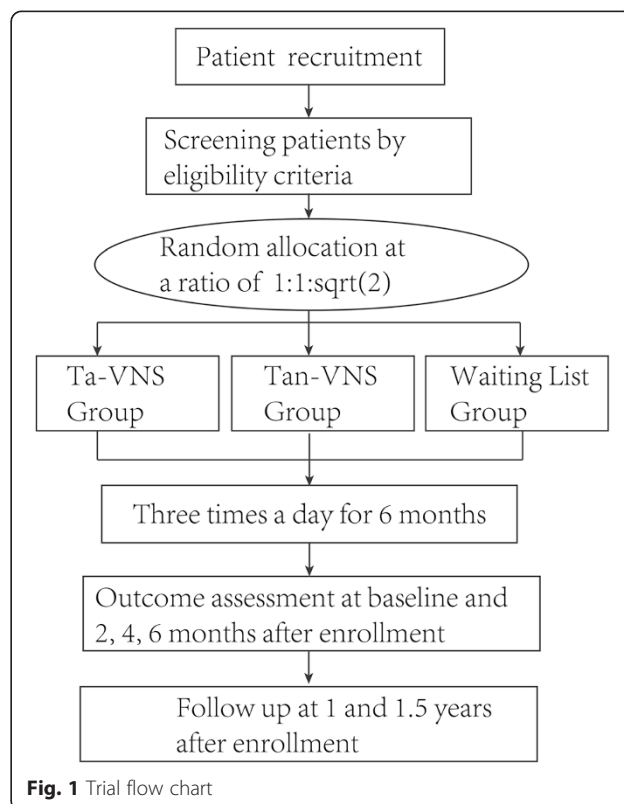 Patient recruitment
Screening patients by
eligibility criteria
Random allocation at
a ratio of 1:1:sqrt(2)
Ta-VNS
Group
Tan-VNS
Group
Waiting List
Group
Three times a day for 6 months
Outcome assessment at baseline and
2, 4, 6 months after enrollment
Follow up at 1 and 1.5 years
after enrollment
Fig. 1 Trial flow chart